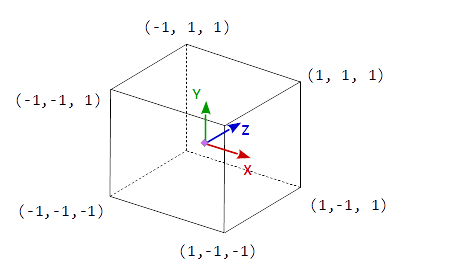 (-1, 1, 1)
(1, 1, 1)
(-1,-1, 1)
Y
Z
X
(-1,-1,-1)
(1,-1, 1)
(1,-1,-1)